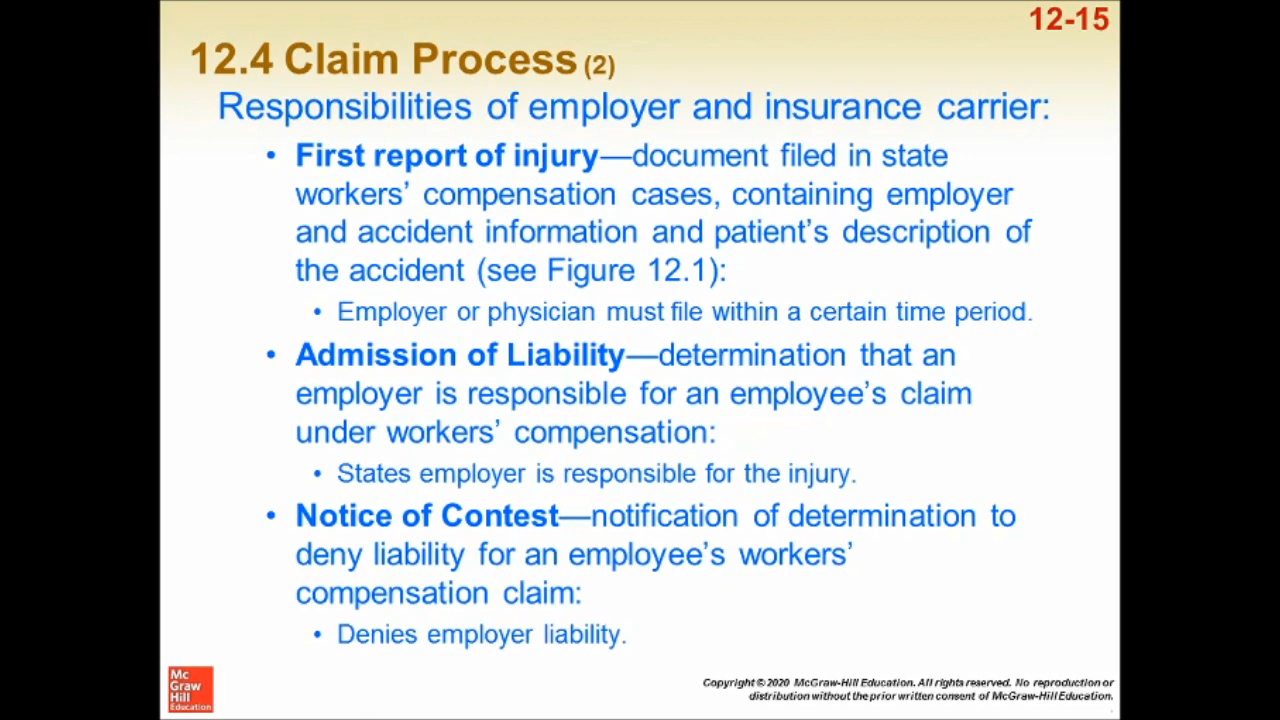 12-15
12.4 Claim Process (2)
Responsibilities of employer and insurance carrier:
• First report of injury—document filed in state
workers’ compensation cases, containing employer
and accident information and patient’s description of
the accident (see Figure 12.1):
• Employer or physician must file within a certain time period.
• Admission of Liability—determination that an
employer is responsible for an employee’s claim
under workers’ compensation:
• States employer is responsible for the injury.
• Notice of Contest—notification of determination to
deny liability for an employee’s workers’
compensation claim:
• Denies employer liability.
Mc
Graw
Hill
Education
Copyright © 2020 McGraw-Hill Education. All rights reserved. No reproduction or
distribution without the prior written consent of McGraw-Hill Education.